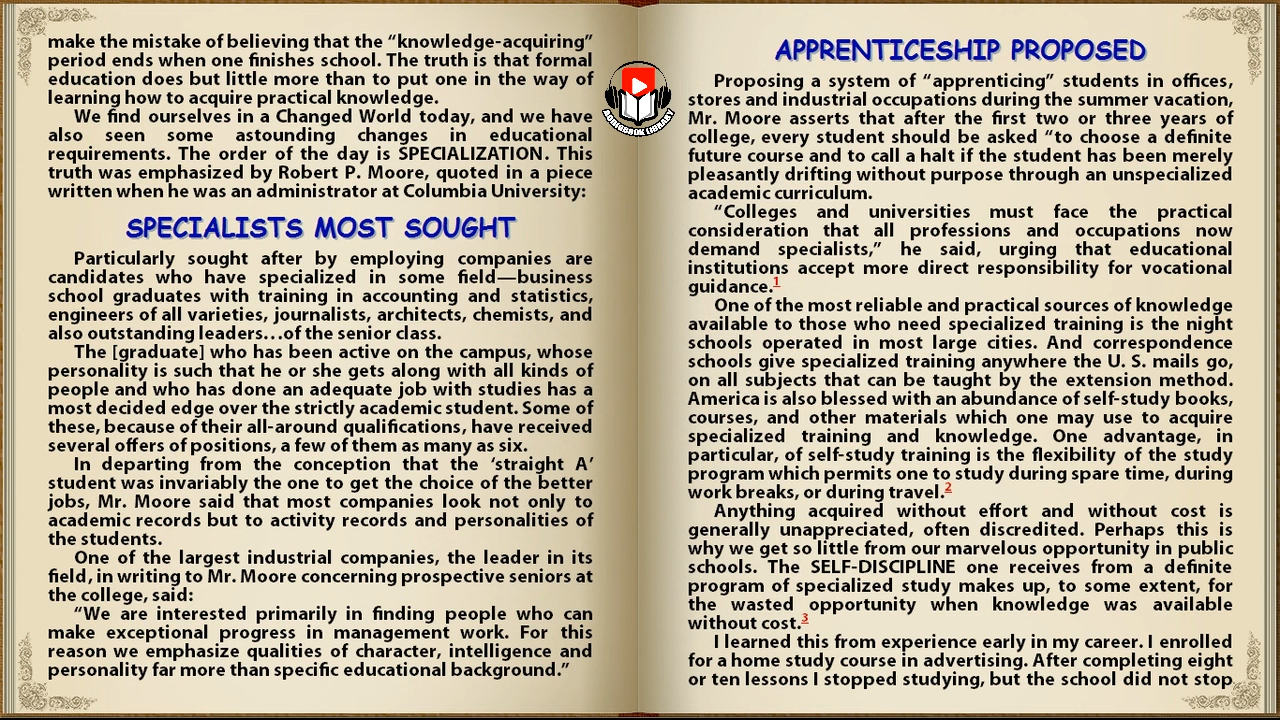 make the mistake of believing that the “knowledge-acquiring”
period ends when one finishes school. The truth is that formal
education does but little more than to put one in the way of
learning how to acquire practical knowledge.
We find ourselves in a Changed World today, and we have
also seen some astounding changes in educational
requirements. The order of the day is SPECIALIZATION. This
truth was emphasized by Robert P. Moore, quoted in a piece
written when he was an administrator at Columbia University:
SPECIALISTS MOST SOUGHT
Particularly sought after by employing companies are
candidates who have specialized in some field—business
school graduates with training in accounting and statistics,
engineers of all varieties, journalists, architects, chemists, and
also outstanding leaders…of the senior class.
The [graduate] who has been active on the campus, whose
personality is such that he or she gets along with all kinds of
people and who has done an adequate job with studies has a
most decided edge over the strictly academic student. Some of
these, because of their all-around qualifications, have received
several offers of positions, a few of them as many as six.
In departing from the conception that the ‘straight A’
student was invariably the one to get the choice of the better
jobs, Mr. Moore said that most companies look not only to
academic records but to activity records and personalities of
the students.
One of the largest industrial companies, the leader in its
field, in writing to Mr. Moore concerning prospective seniors at
the college, said:
“We are interested primarily in finding people who can
make exceptional progress in management work. For this
reason we emphasize qualities of character, intelligence and
personality far more than specific educational background.”
AUDIOBOOK LIBRARY
APPRENTICESHIP PROPOSED
Proposing a system of “apprenticing” students in offices,
stores and industrial occupations during the summer vacation,
Mr. Moore asserts that after the first two or three years of
college, every student should be asked “to choose a definite
future course and to call a halt if the student has been merely
pleasantly drifting without purpose through an unspecialized
academic curriculum.
“Colleges and universities must face the practical
consideration that all professions and occupations now
demand specialists,” he said, urging that educational
institutions accept more direct responsibility for vocational
guidance.1
One of the most reliable and practical sources of knowledge
available to those who need specialized training is the night
schools operated in most large cities. And correspondence
schools give specialized training anywhere the U. S. mails go,
on all subjects that can be taught by the extension method.
America is also blessed with an abundance of self-study books,
courses, and other materials which one may use to acquire
specialized training and knowledge. One advantage, in
particular, of self-study training is the flexibility of the study
program which permits one to study during spare time, during
work breaks, or during travel.2
Anything acquired without effort and without cost is
generally unappreciated, often discredited. Perhaps this is
why we get so little from our marvelous opportunity in public
schools. The SELF-DISCIPLINE one receives from a definite
program of specialized study makes up, to some extent, for
the wasted opportunity when knowledge was available
without cost.3
I learned this from experience early in my career. I enrolled
for a home study course in advertising. After completing eight
or ten lessons I stopped studying, but the school did not stop